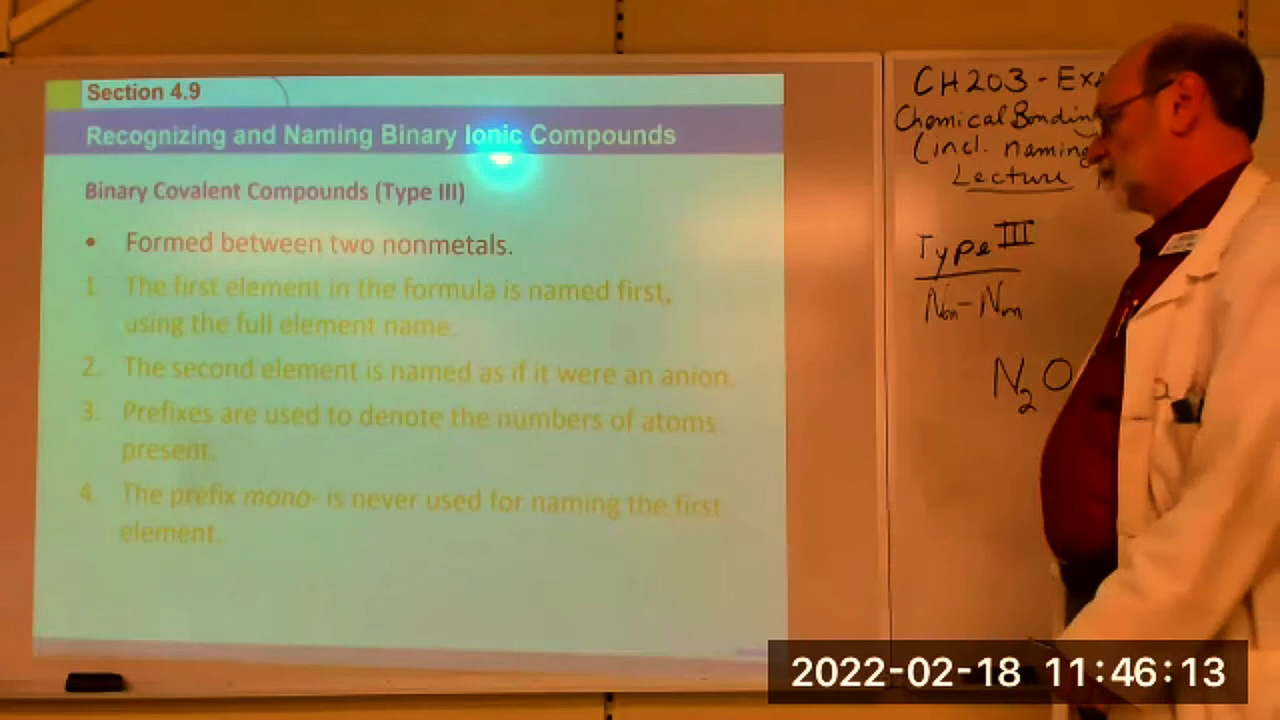 Section 4.9
Recognizing and Naming Binary Ionic Compounds
Binary Covalent Compounds (Type III)
• Formed between two nonmetals.
1. The first element in the formula is named first,
using the full element name.
2. The second element is named as if it were an anion.
3. Prefixes are used to denote the numbers of atoms
present.
4. The prefix mono- is never used for naming the first
element.
CH203 - Exa
Chemical Bonding
(incl. naming
Lecture
Type III
Non-Non
N2O
2022-02-18 11:46:13